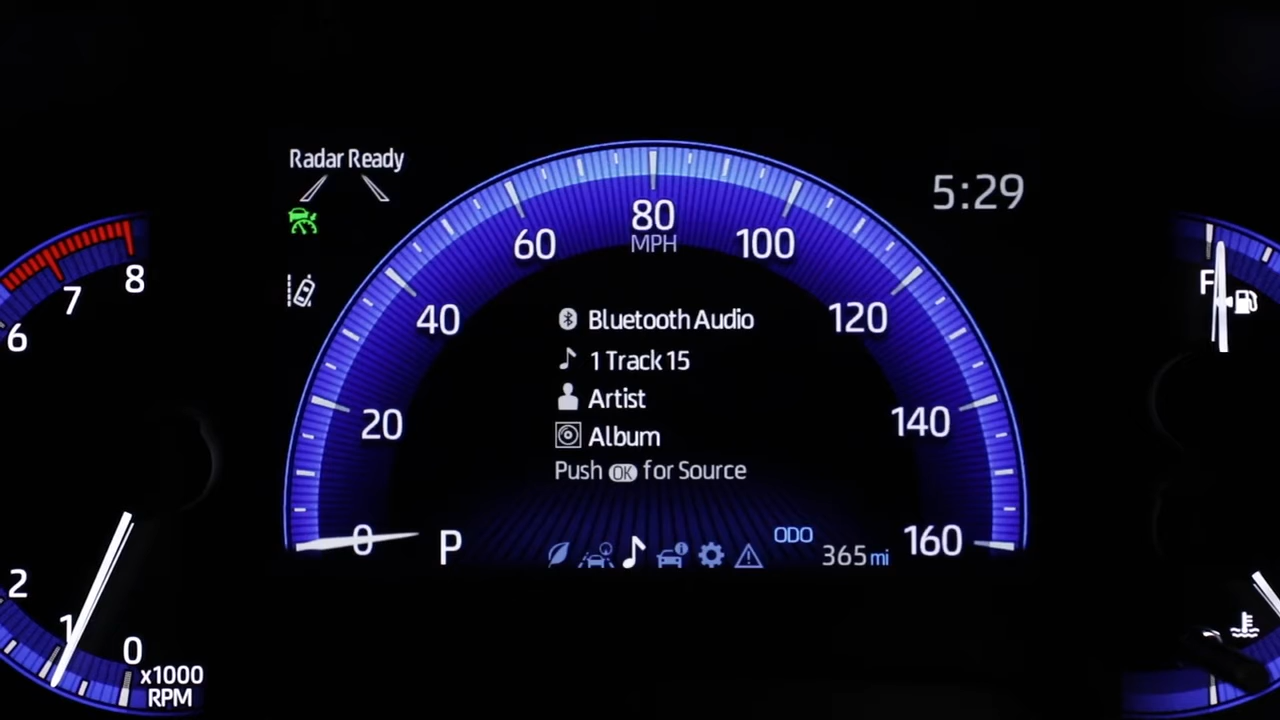 Radar Ready
5:29
80
MPH
60
100
8
7
6
F
40
120
Bluetooth Audio
1 Track 15
Artist
Album
Push OK for Source
20
140
0
P
ODO
365 mi
160
2
1
0
x1000
RPM